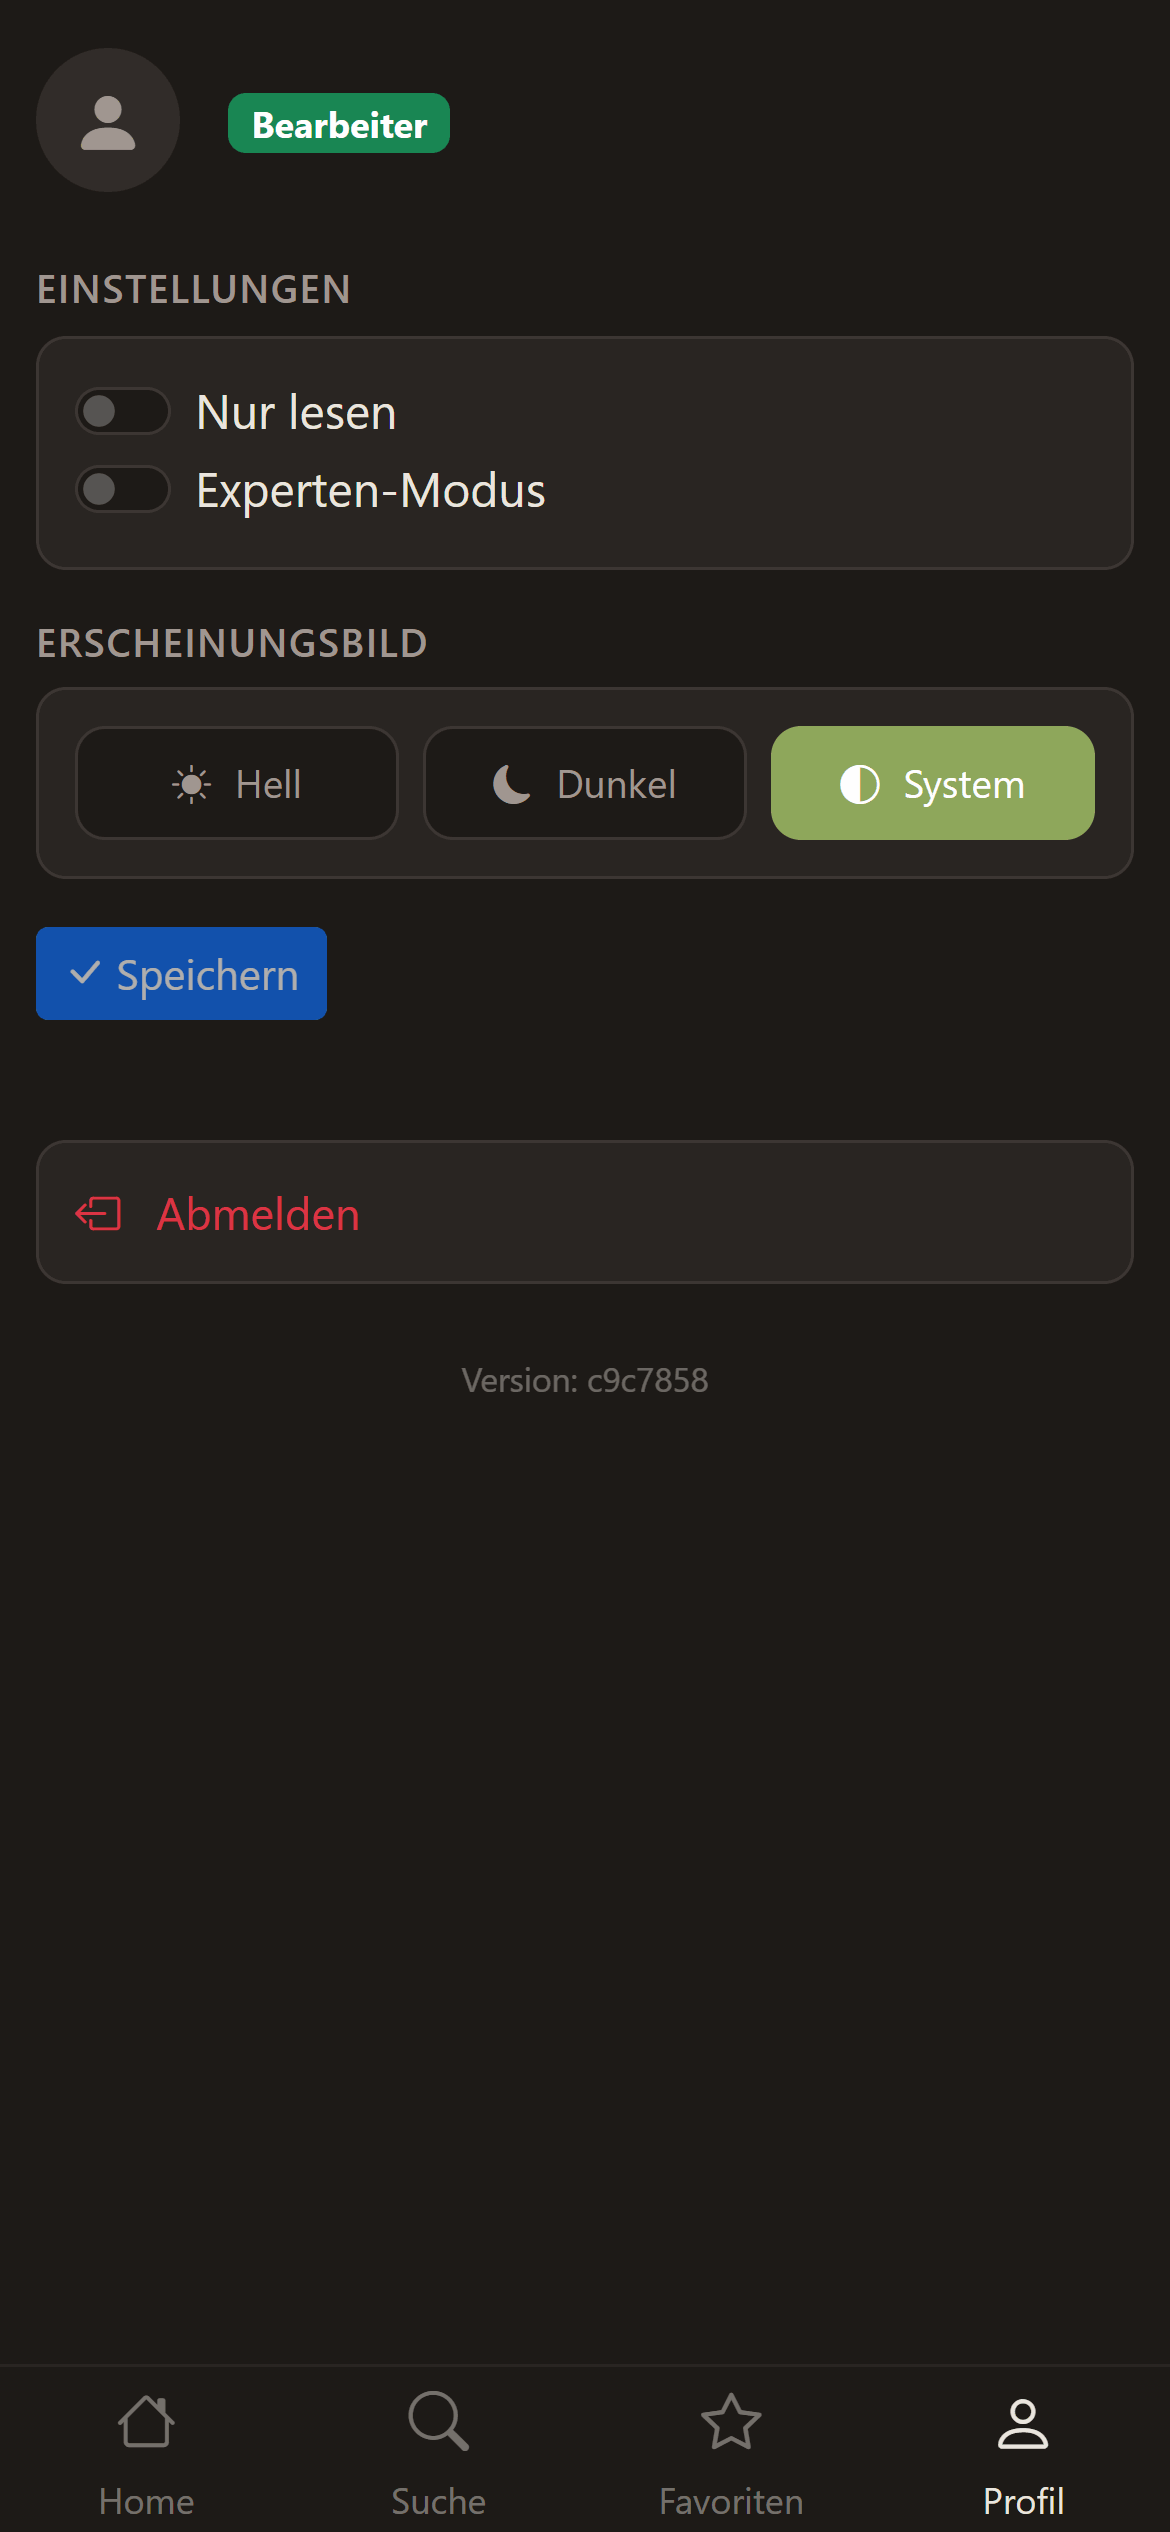 Bearbeiter
EINSTELLUNGEN
Nur lesen
Experten-Modus
ERSCHEINUNGSBILD
Hell
Dunkel
System
Speichern
Abmelden
Version: c9c7858
Home
Suche
Favoriten
Profil